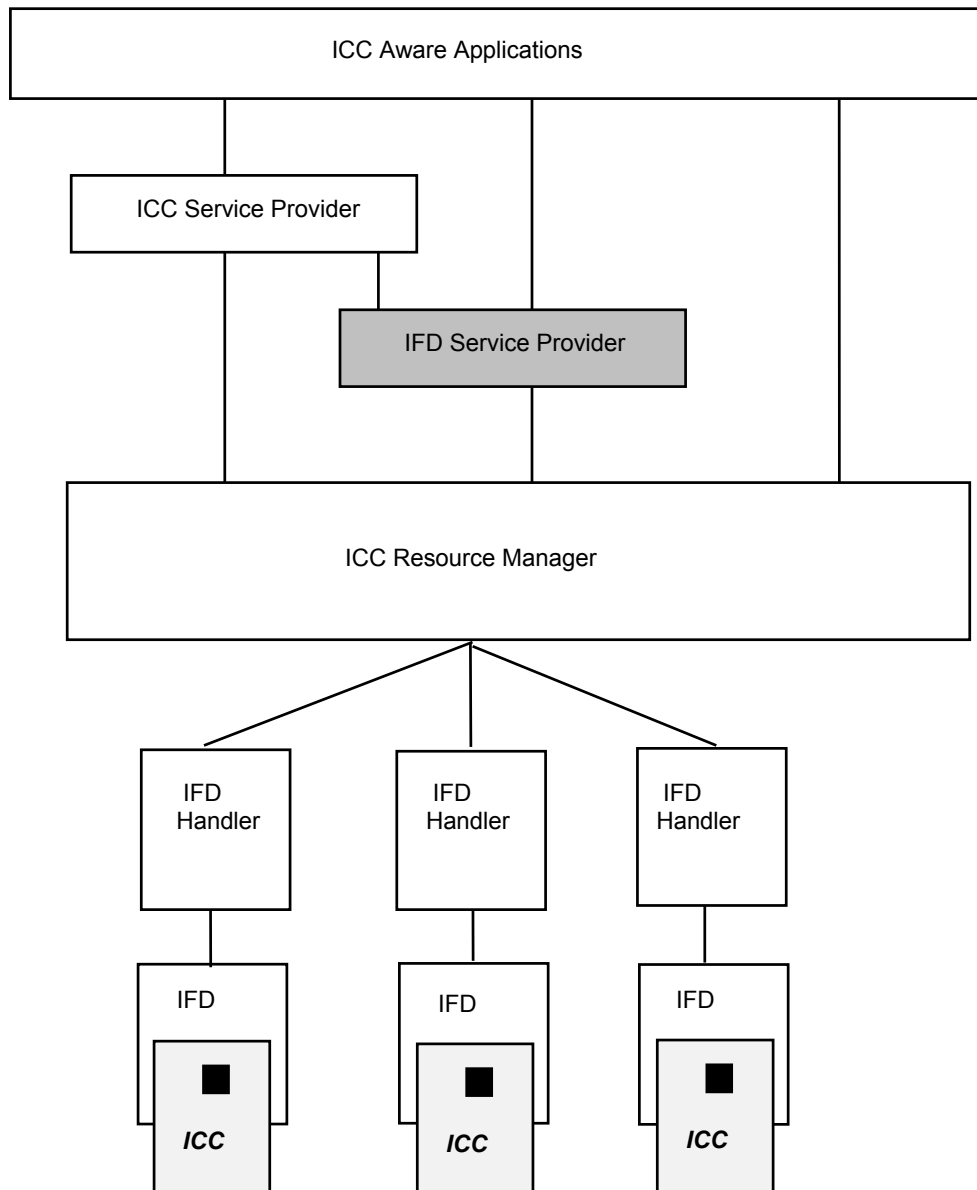 ICC Aware Applications
ICC Service Provider
IFD Service Provider
ICC Resource Manager
IFD
Handler
IFD
Handler
IFD
Handler
IFD
IFD
IFD
ICC
ICC
ICC